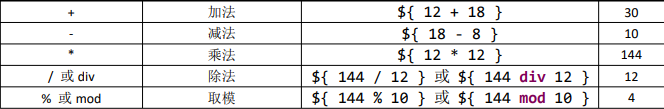 + 加法 ${ 12 + 18 } 30
- 减法 ${ 18 - 8 } 10
* 乘法 ${ 12 * 12 } 144
/ 或 div 除法 ${ 144 / 12 } 或 ${ 144 div 12 } 12
% 或 mod 取模 ${ 144 % 10 } 或 ${ 144 mod 10 } 4